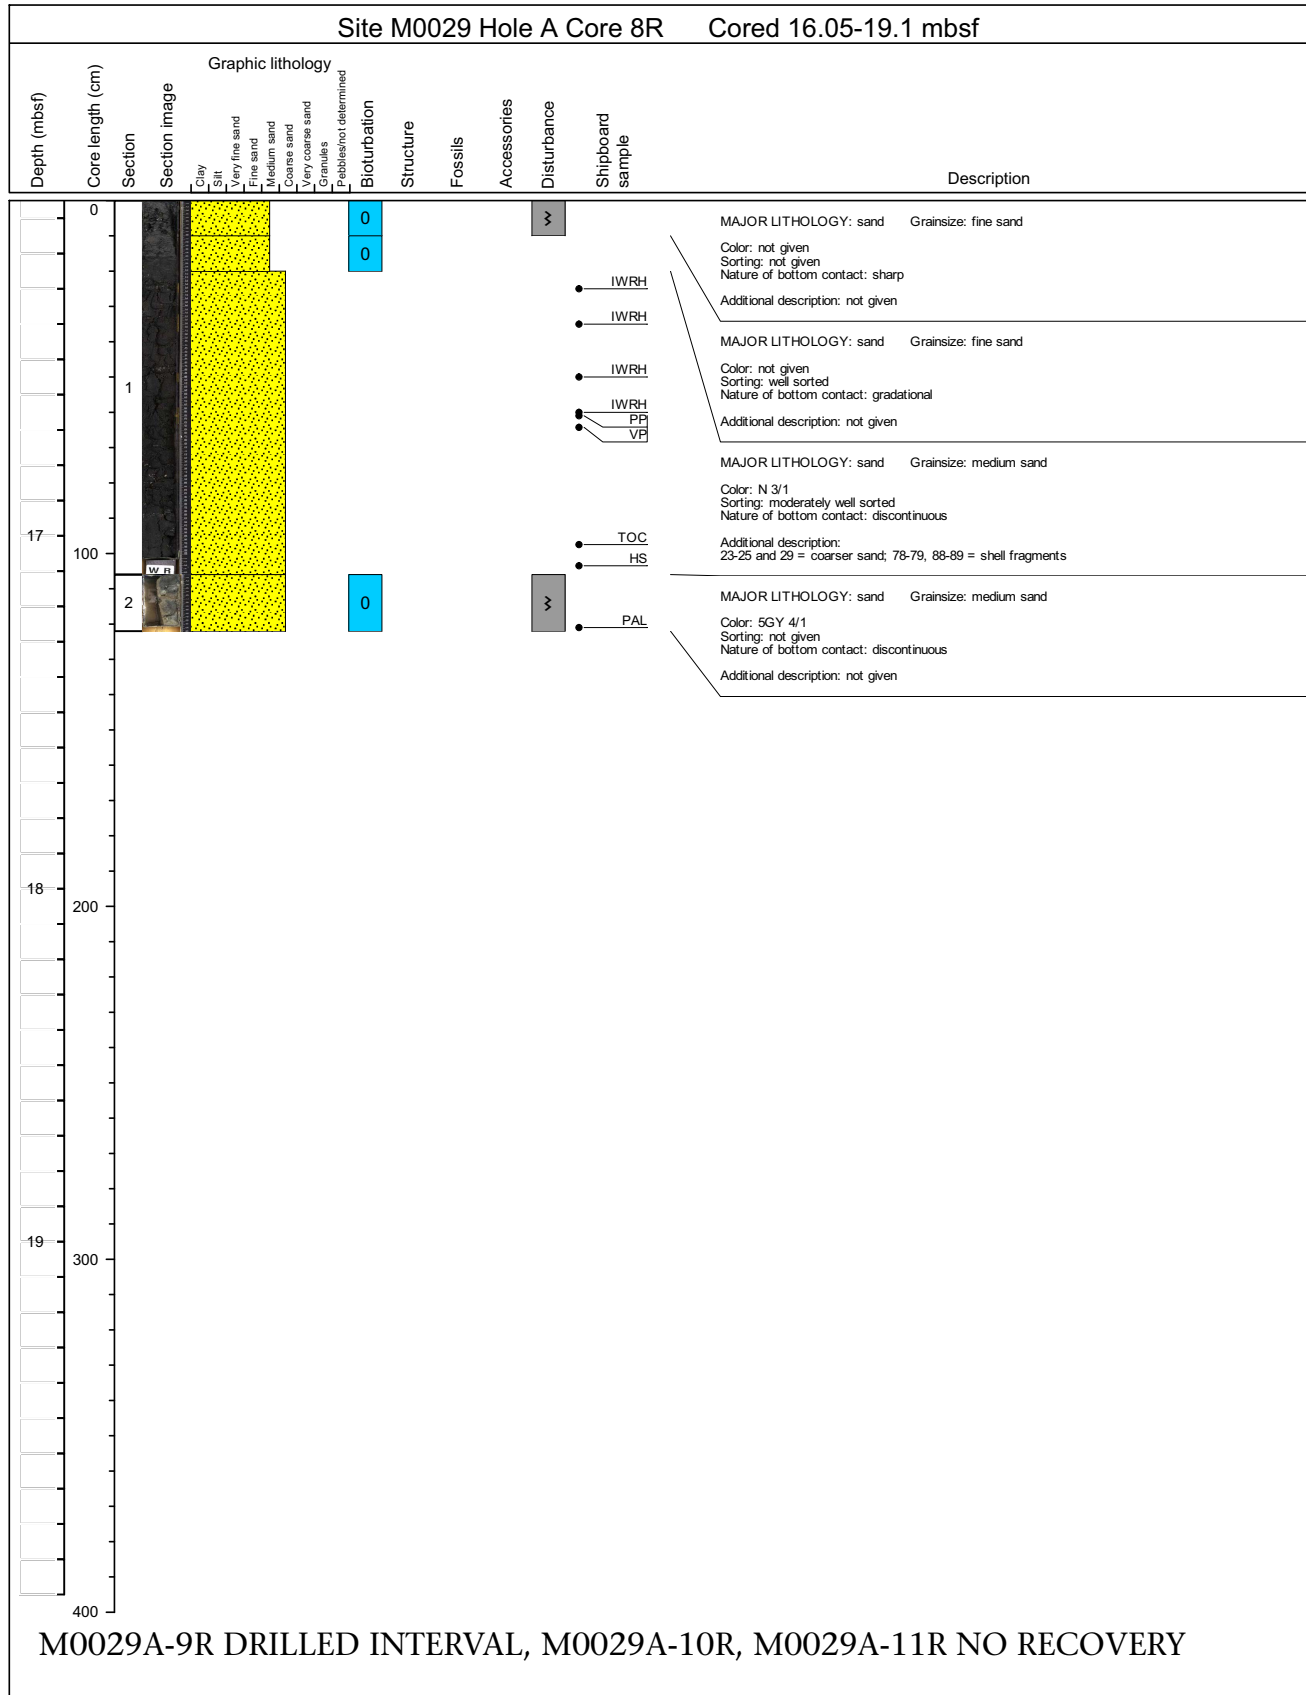 Site M0029 Hole A Core 8R Cored 16.05-19.1 mbsf
Depth (mbsf)
Core length (cm)
Section
Section image
Graphic lithology
Clay
Silt
Very fine sand
Fine sand
Medium sand
Coarse sand
Very coarse sand
Granules
Pebbles/not determined
Bioturbation
Structure
Fossils
Accessories
Disturbance
Shipboard
sample
Description
0
0
MAJOR LITHOLOGY: sand Grainsize: fine sand
Color: not given
Sorting: not given
Nature of bottom contact: sharp
Additional description: not given
0
IWRH
IWRH
MAJOR LITHOLOGY: sand Grainsize: fine sand
Color: not given
Sorting: well sorted
Nature of bottom contact: gradational
Additional description: not given
IWRH
1
IWRH
PP
VP
MAJOR LITHOLOGY: sand Grainsize: medium sand
Color: N 3/1
Sorting: moderately well sorted
Nature of bottom contact: discontinuous
Additional description:
23-25 and 29 = coarser sand; 78-79, 88-89 = shell fragments
17
TOC
100
HS
W R
MAJOR LITHOLOGY: sand Grainsize: medium sand
Color: 5GY 4/1
Sorting: not given
Nature of bottom contact: discontinuous
Additional description: not given
2
0
PAL
18
200
19
300
400
M0029A-9R DRILLED INTERVAL, M0029A-10R, M0029A-11R NO RECOVERY